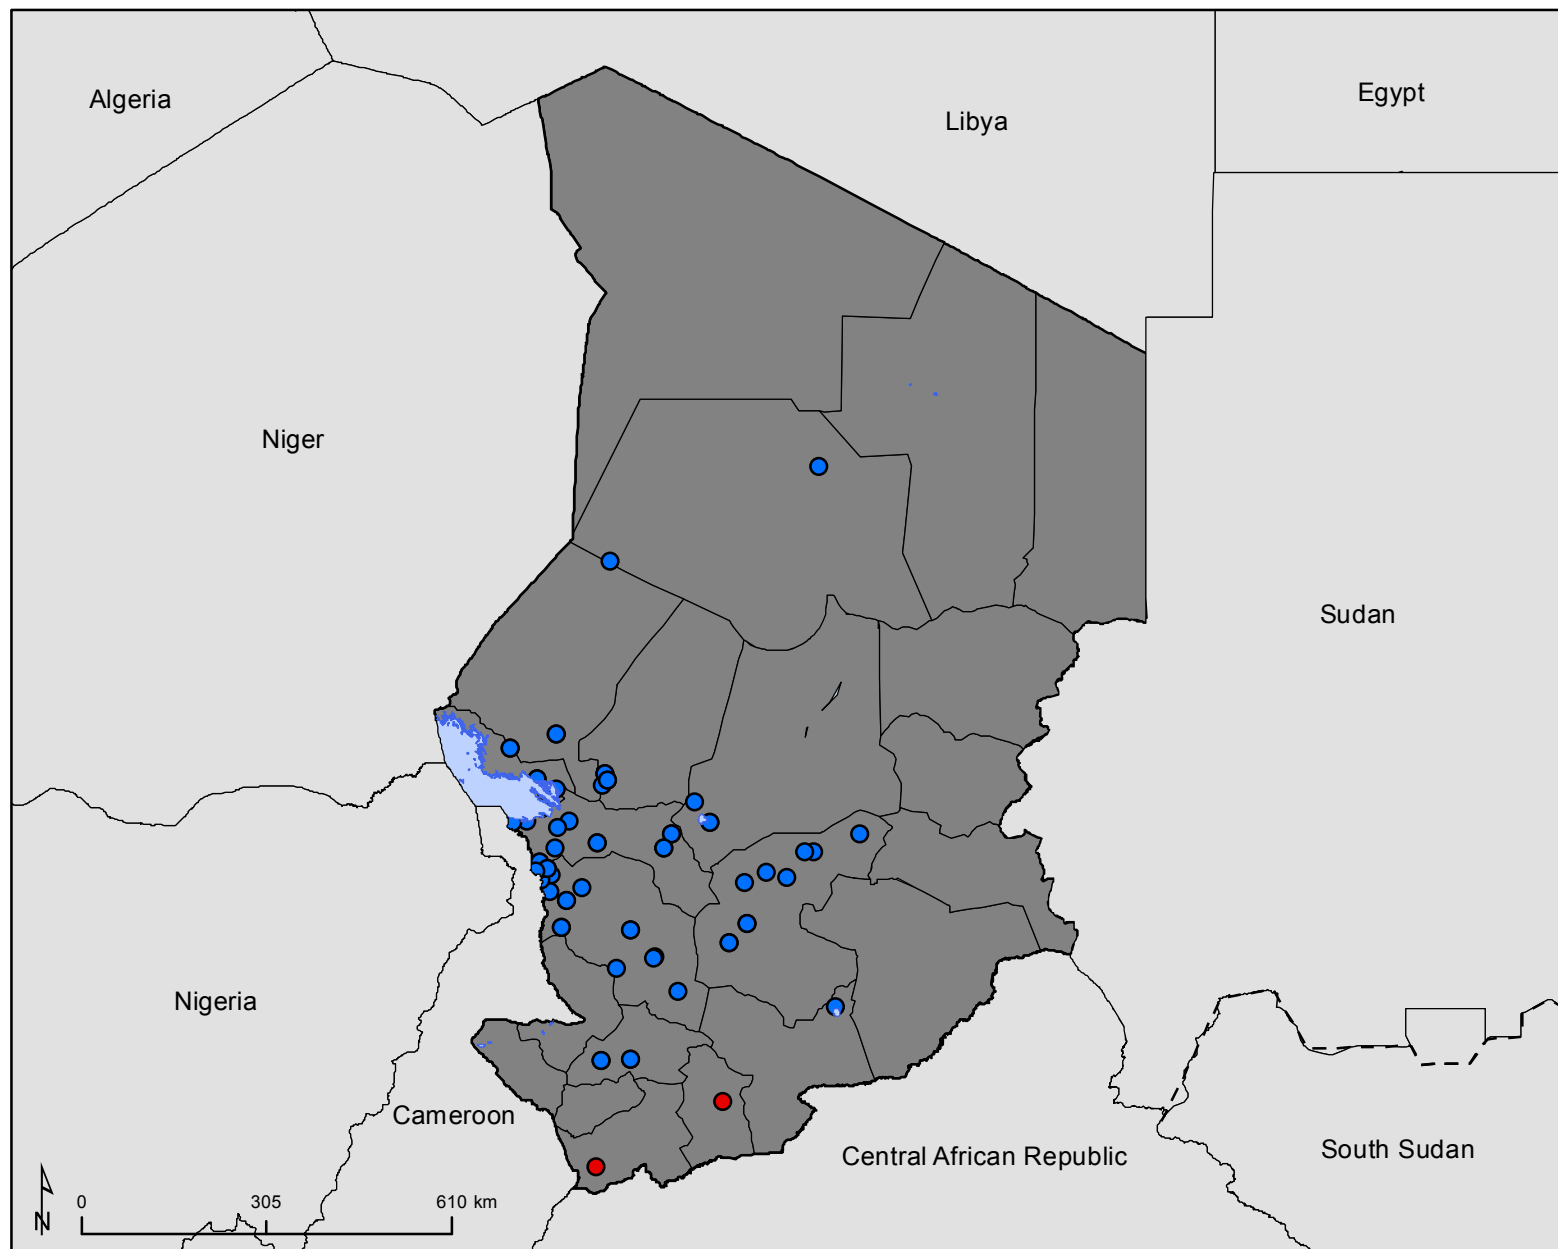 Egypt
Algeria
Libya
Niger
Sudan
Nigeria
Cameroon
South Sudan
Central African Republic
0 305 610 km
N